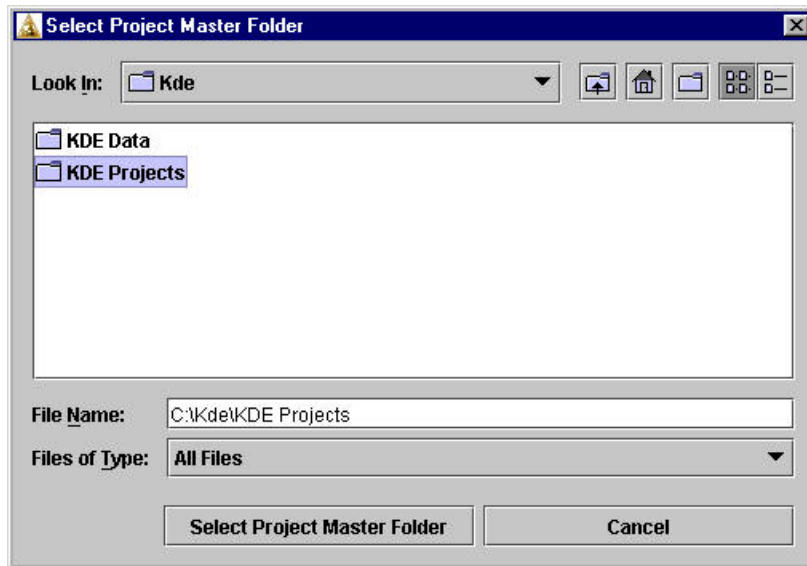 Select Project Master Folder
Look In: Kde
KDE Data
KDE Projects
File Name: C:\Kde\KDE Projects
Files of Type: All Files
Select Project Master Folder Cancel